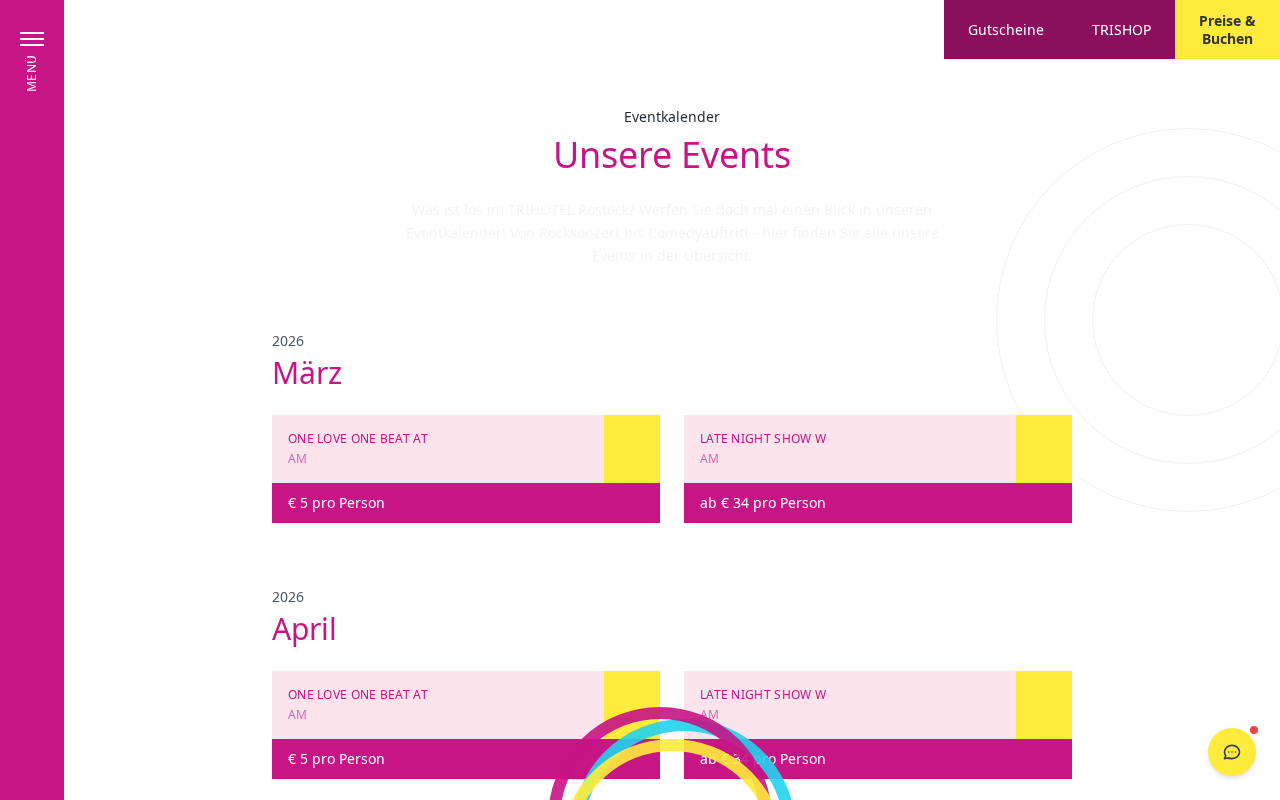 MENÜ
Gutscheine
TRISHOP
Preise &
Buchen
Eventkalender
Unsere Events
Was ist los im TRIHOTEL Rostock? Werfen Sie doch mal einen Blick in unseren
Eventkalender! Von Rockkonzert bis Comedyauftritt - hier finden Sie alle unsere
Events in der Übersicht.
2026
März
ONE LOVE ONE BEAT AT
AM
€ 5 pro Person
LATE NIGHT SHOW W
AM
ab € 34 pro Person
2026
April
ONE LOVE ONE BEAT AT
AM
€ 5 pro Person
LATE NIGHT SHOW W
AM
ab € 34 pro Person